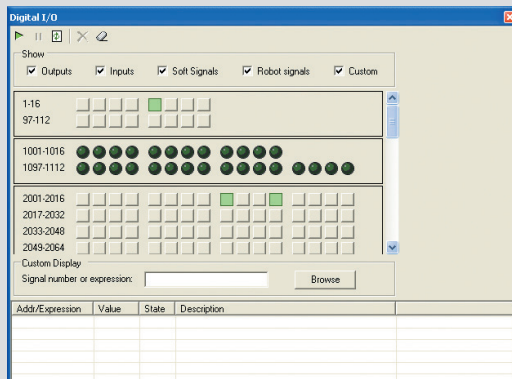 Digital I/O
Show
Outputs Inputs Soft Signals Robot signals Custom
1-16
97-112
1001-1016
1097-1112
2001-2016
2017-2032
2033-2048
2049-2064
Custom Display
Signal number or expression: Browse
Addr/Expression Value State Description